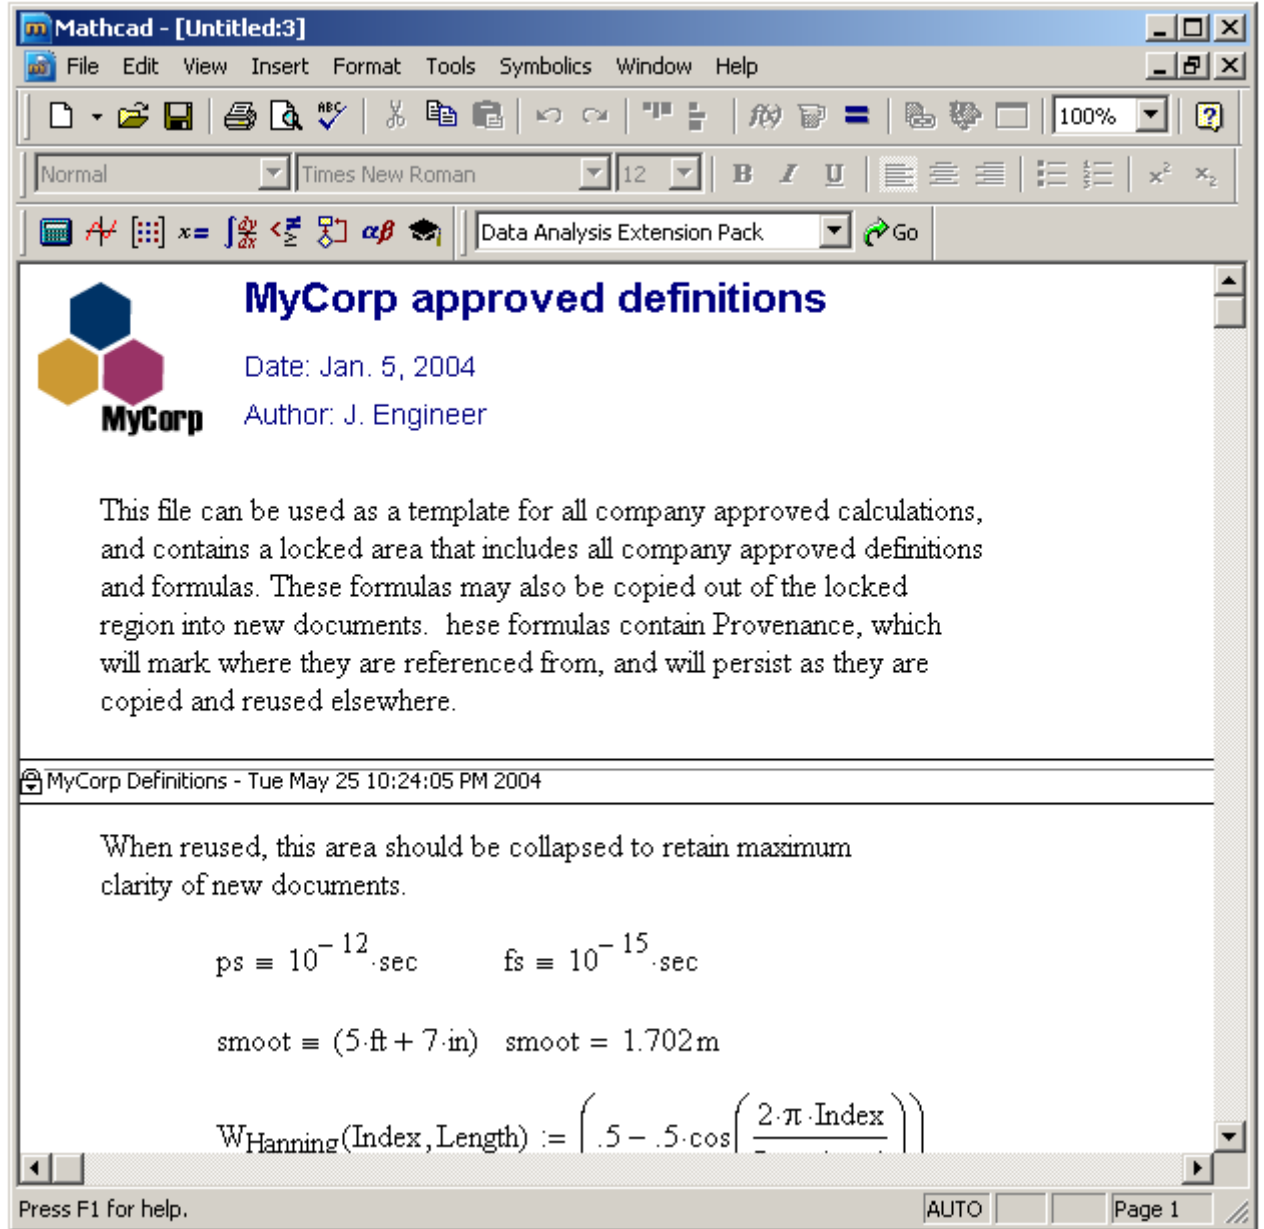 Mathcad - [Untitled:3]
File Edit View Insert Format Tools Symbolics Window Help
ABC 100%
Normal Times New Roman 12 B I U x² x₂
x= αβ Data Analysis Extension Pack Go
MyCorp approved definitions
Date: Jan. 5, 2004
Author: J. Engineer
MyCorp
This file can be used as a template for all company approved calculations,
and contains a locked area that includes all company approved definitions
and formulas. These formulas may also be copied out of the locked
region into new documents.  hese formulas contain Provenance, which
will mark where they are referenced from, and will persist as they are
copied and reused elsewhere.
MyCorp Definitions - Tue May 25 10:24:05 PM 2004
When reused, this area should be collapsed to retain maximum
clarity of new documents.
ps ≡ 10^-12·sec fs ≡ 10^-15·sec
smoot ≡ (5·ft + 7·in) smoot = 1.702 m
W_Hanning(Index, Length) := (.5 − .5·cos(2·π·Index
Press F1 for help. AUTO Page 1